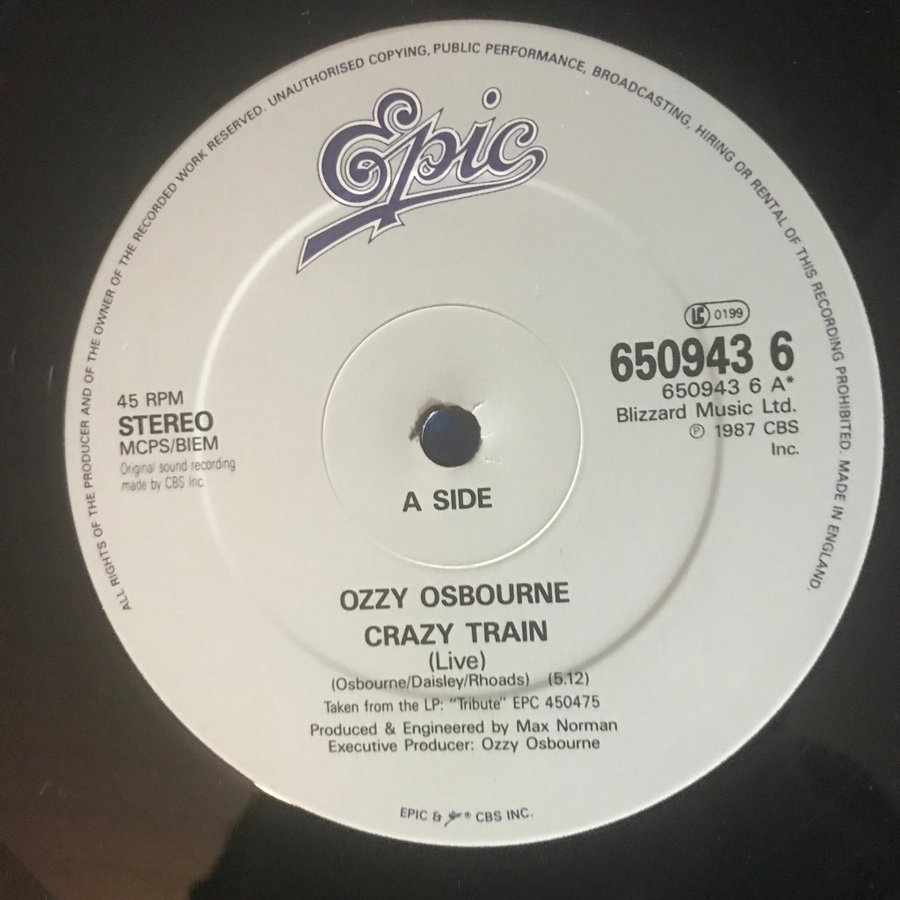 ALL RIGHTS OF THE PRODUCER AND OF THE OWNER OF THE RECORDED WORK RESERVED. UNAUTHORISED COPYING, PUBLIC PERFORMANCE, BROADCASTING, HIRING OR RENTAL OF THIS RECORDING PROHIBITED. MADE IN ENGLAND.
Epic
LC 0199
650943 6
650943 6 A*
Blizzard Music Ltd.
℗ 1987 CBS
Inc.
45 RPM
STEREO
MCPS/BIEM
Original sound recording
made by CBS Inc
A SIDE
OZZY OSBOURNE
CRAZY TRAIN
(Live)
(Osbourne/Daisley/Rhoads) (5.12)
Taken from the LP: "Tribute" EPC 450475
Produced & Engineered by Max Norman
Executive Producer: Ozzy Osbourne
EPIC & ® CBS INC.